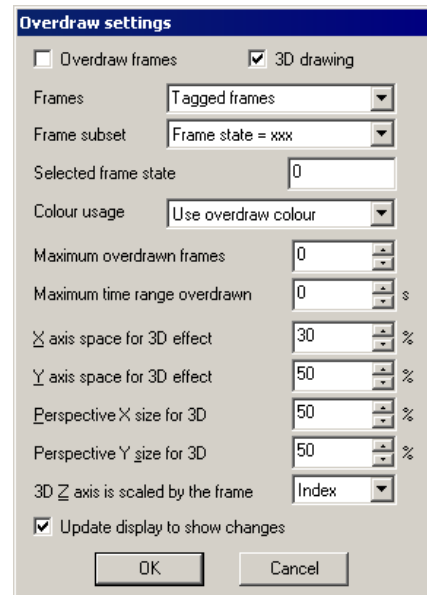 Overdraw settings
Overdraw frames 3D drawing
Frames Tagged frames
Frame subset Frame state = xxx
Selected frame state 0
Colour usage Use overdraw colour
Maximum overdrawn frames 0
Maximum time range overdrawn 0 s
X axis space for 3D effect 30 %
Y axis space for 3D effect 50 %
Perspective X size for 3D 50 %
Perspective Y size for 3D 50 %
3D Z axis is scaled by the frame Index
Update display to show changes
OK Cancel